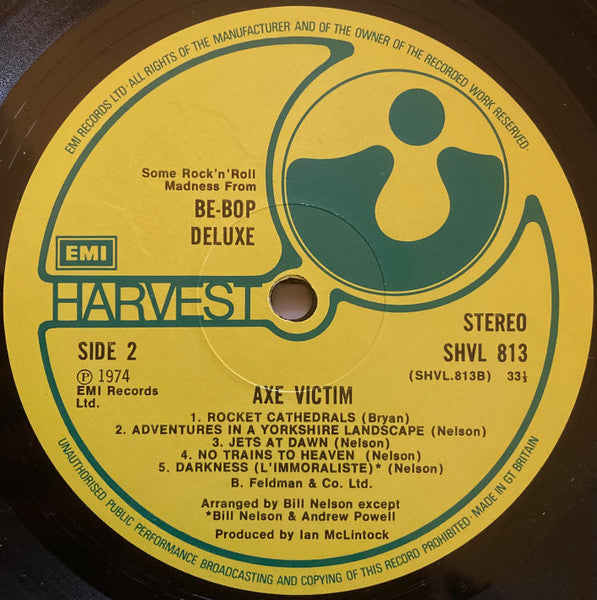 EMI RECORDS LTD · ALL RIGHTS OF THE MANUFACTURER AND OF THE OWNER OF THE RECORDED WORK RESERVED ·
Some Rock'n'Roll
Madness From
BE-BOP
DELUXE
EMI
HARVEST
STEREO
SIDE 2
SHVL 813
℗ 1974
(SHVL.813B) 33⅓
EMI Records
Ltd.
AXE VICTIM
1. ROCKET CATHEDRALS (Bryan)
2. ADVENTURES IN A YORKSHIRE LANDSCAPE (Nelson)
3. JETS AT DAWN (Nelson)
4. NO TRAINS TO HEAVEN (Nelson)
5. DARKNESS (L'IMMORALISTE)* (Nelson)
B. Feldman & Co. Ltd.
Arranged by Bill Nelson except
*Bill Nelson & Andrew Powell
Produced by Ian McLintock
UNAUTHORISED PUBLIC PERFORMANCE BROADCASTING AND COPYING OF THIS RECORD PROHIBITED · MADE IN GT BRITAIN